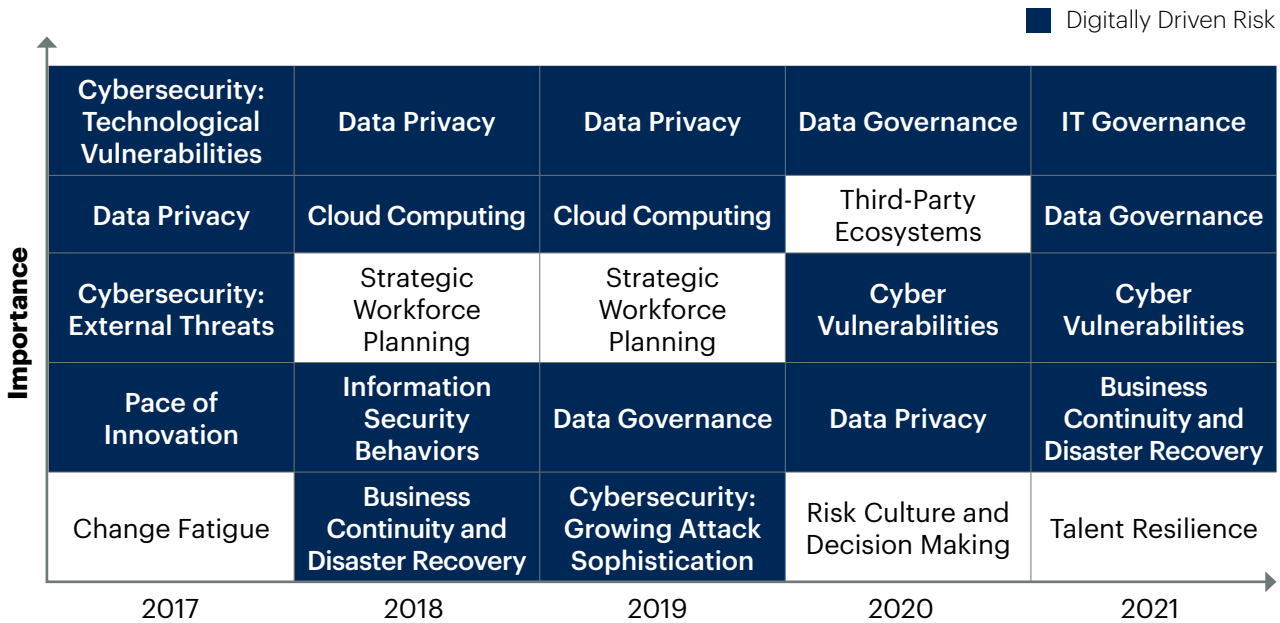 Digitally Driven Risk
Importance
Cybersecurity:
Technological
Vulnerabilities
Data Privacy
Data Privacy
Data Governance
IT Governance
Data Privacy
Cloud Computing
Cloud Computing
Third-Party
Ecosystems
Data Governance
Cybersecurity:
External Threats
Strategic
Workforce
Planning
Strategic
Workforce
Planning
Cyber
Vulnerabilities
Cyber
Vulnerabilities
Pace of
Innovation
Information
Security
Behaviors
Data Governance
Data Privacy
Business
Continuity and
Disaster Recovery
Change Fatigue
Business
Continuity and
Disaster Recovery
Cybersecurity:
Growing Attack
Sophistication
Risk Culture and
Decision Making
Talent Resilience
2017
2018
2019
2020
2021